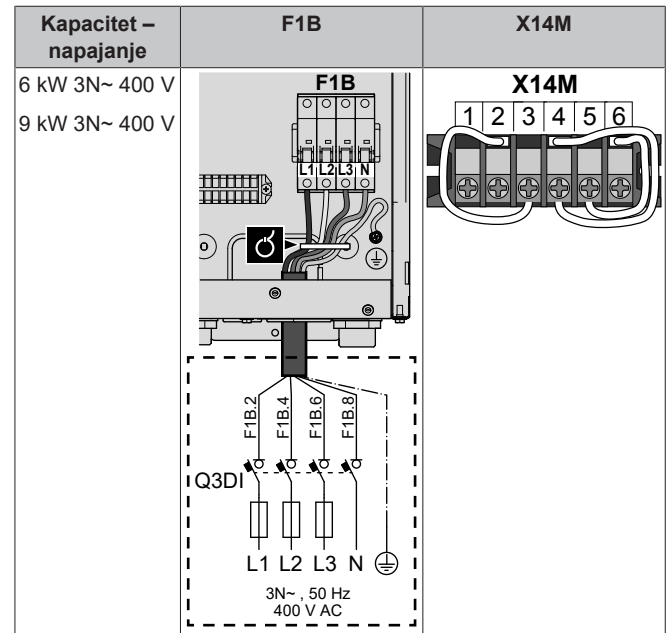 Kapacitet – napajanje
F1B
X14M
6 kW 3N~ 400 V
9 kW 3N~ 400 V
F1B
L1 L2 L3 N
X14M
1 2 3 4 5 6
F1B.2 F1B.4 F1B.6 F1B.8
Q3DI
L1 L2 L3 N
3N~ , 50 Hz
400 V AC